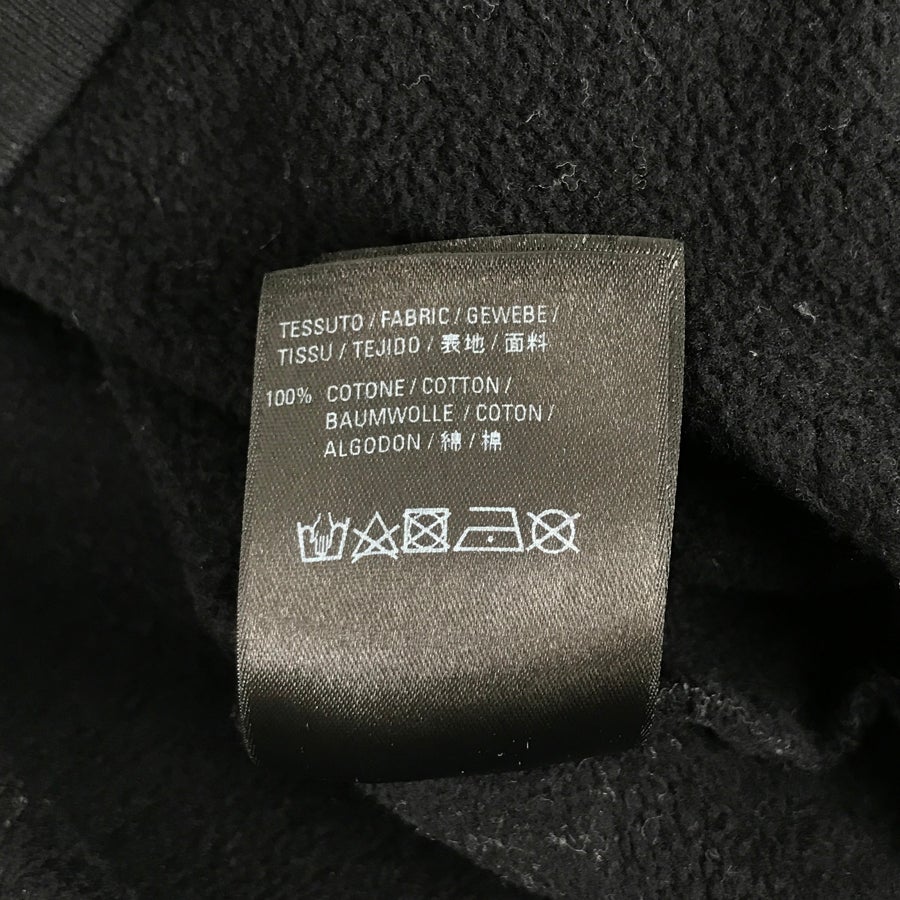 TESSUTO / FABRIC / GEWEBE /
TISSU / TEJIDO / 表地 / 面料
100% COTONE / COTTON /
BAUMWOLLE / COTON /
ALGODON / 綿 / 棉